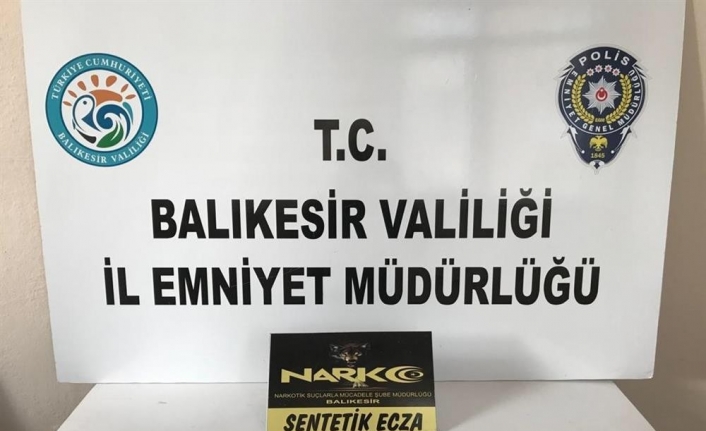 TÜRKİYE CUMHURİYETİ
BALIKESİR VALİLİĞİ
POLİS
EMNİYET GENEL MÜDÜRLÜĞÜ
1845
T.C.
BALIKESİR VALİLİĞİ
İL EMNİYET MÜDÜRLÜĞÜ
NARKO
NARKOTİK SUÇLARLA MÜCADELE ŞUBE MÜDÜRLÜĞÜ
BALIKESİR
SENTETİK ECZA